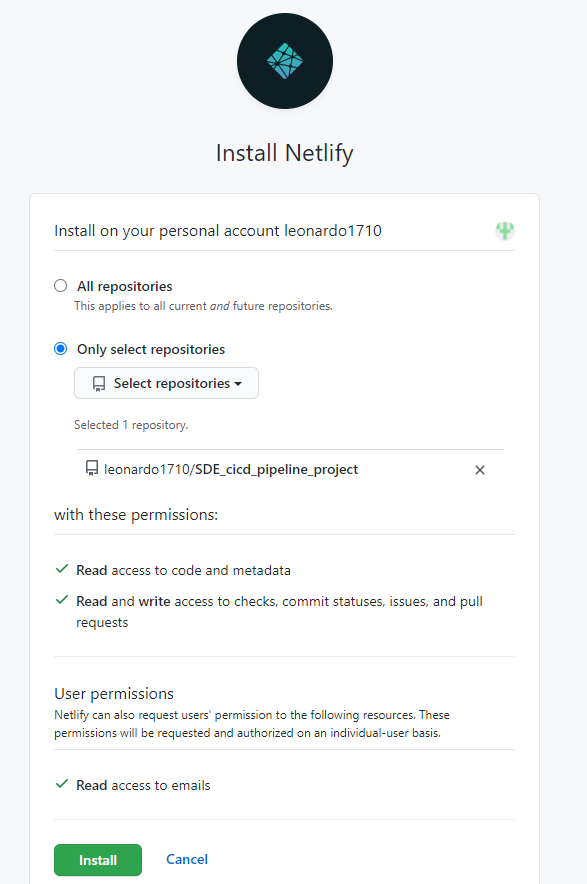 Install Netlify
Install on your personal account leonardo1710
All repositories
This applies to all current and future repositories.
Only select repositories
Select repositories
Selected 1 repository.
leonardo1710/SDE_cicd_pipeline_project
with these permissions:
Read access to code and metadata
Read and write access to checks, commit statuses, issues, and pull
requests
User permissions
Netlify can also request users' permission to the following resources. These
permissions will be requested and authorized on an individual-user basis.
Read access to emails
Install Cancel